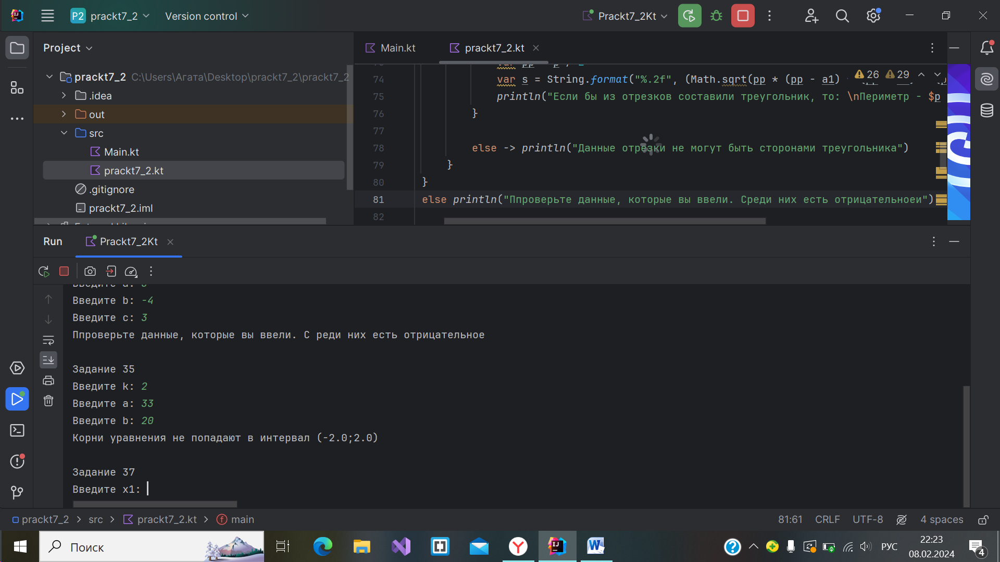 P2 prackt7_2 Version control Prackt7_2Kt
Project
prackt7_2 C:\Users\Агата\Desktop\prackt7_2\prackt7_2
.idea
out
src
Main.kt
prackt7_2.kt
.gitignore
prackt7_2.iml
Main.kt prackt7_2.kt
26 29
74 var s = String.format("%.2f", (Math.sqrt(pp * (pp - a1)
75 println("Если бы из отрезков составили треугольник, то: \nПериметр - $p
76 }
77
78 else -> println("Данные отрезки не могут быть сторонами треугольника")
79 }
80 }
81 else println("Ппроверьте данные, которые вы ввели. Среди них есть отрицательноеи")
82
Run Prackt7_2Kt
Введите b: -4
Введите c: 3
Ппроверьте данные, которые вы ввели. С реди них есть отрицательное
Задание 35
Введите k: 2
Введите a: 33
Введите b: 20
Корни уравнения не попадают в интервал (-2.0;2.0)
Задание 37
Введите x1:
prackt7_2 > src > prackt7_2.kt > main
81:61 CRLF UTF-8 4 spaces
Поиск
РУС
22:23
08.02.2024
4